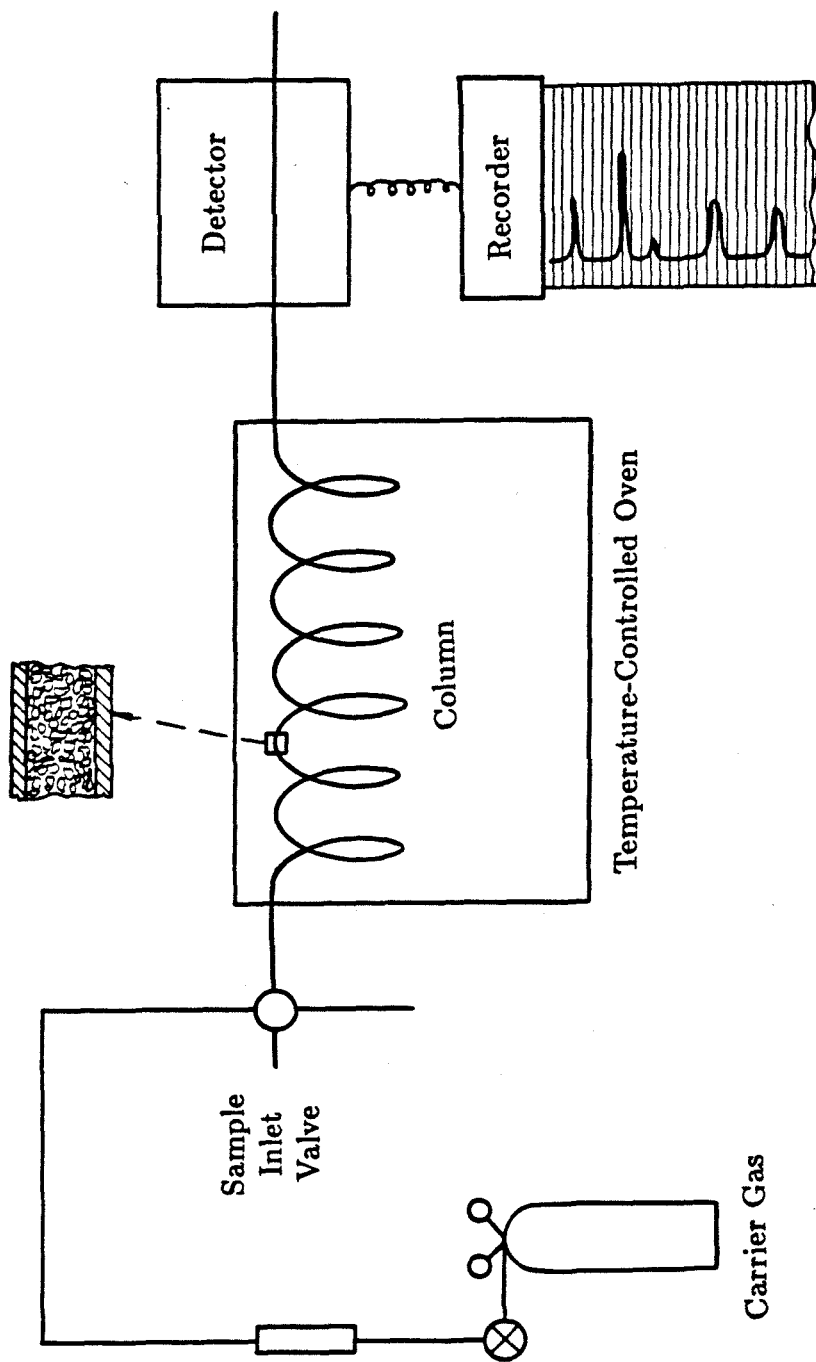 Sample
Inlet
Valve
Carrier Gas
Column
Temperature-Controlled Oven
Detector
Recorder